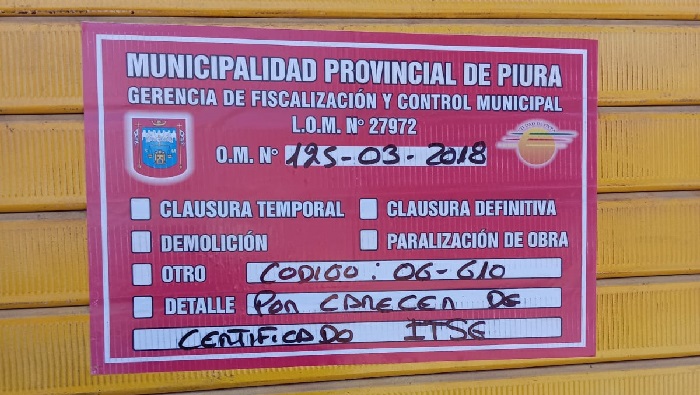 MUNICIPALIDAD PROVINCIAL DE PIURA
GERENCIA DE FISCALIZACIÓN Y CONTROL MUNICIPAL
L.O.M. N° 27972
O.M. N° 125-03-2018
CLAUSURA TEMPORAL CLAUSURA DEFINITIVA
DEMOLICIÓN PARALIZACIÓN DE OBRA
OTRO CODIGO: 06-610
DETALLE POR CARECER DE
CERTIFICADO ITSE